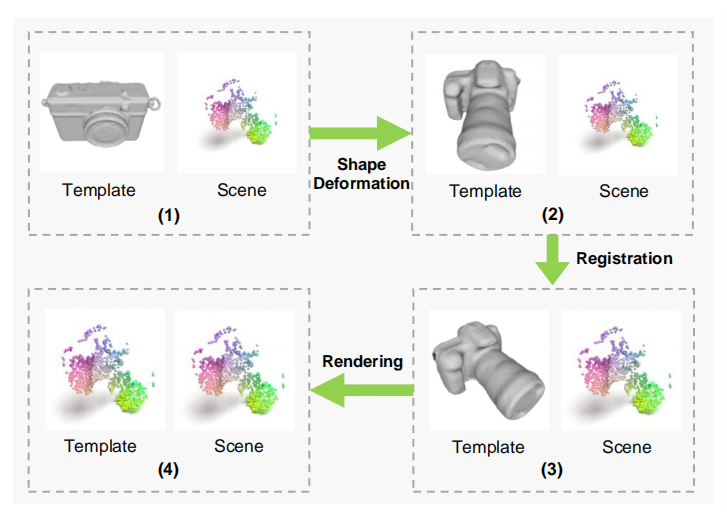 Template Scene
(1)
Shape
Deformation
Template Scene
(2)
Registration
Template Scene
(3)
Rendering
Template Scene
(4)